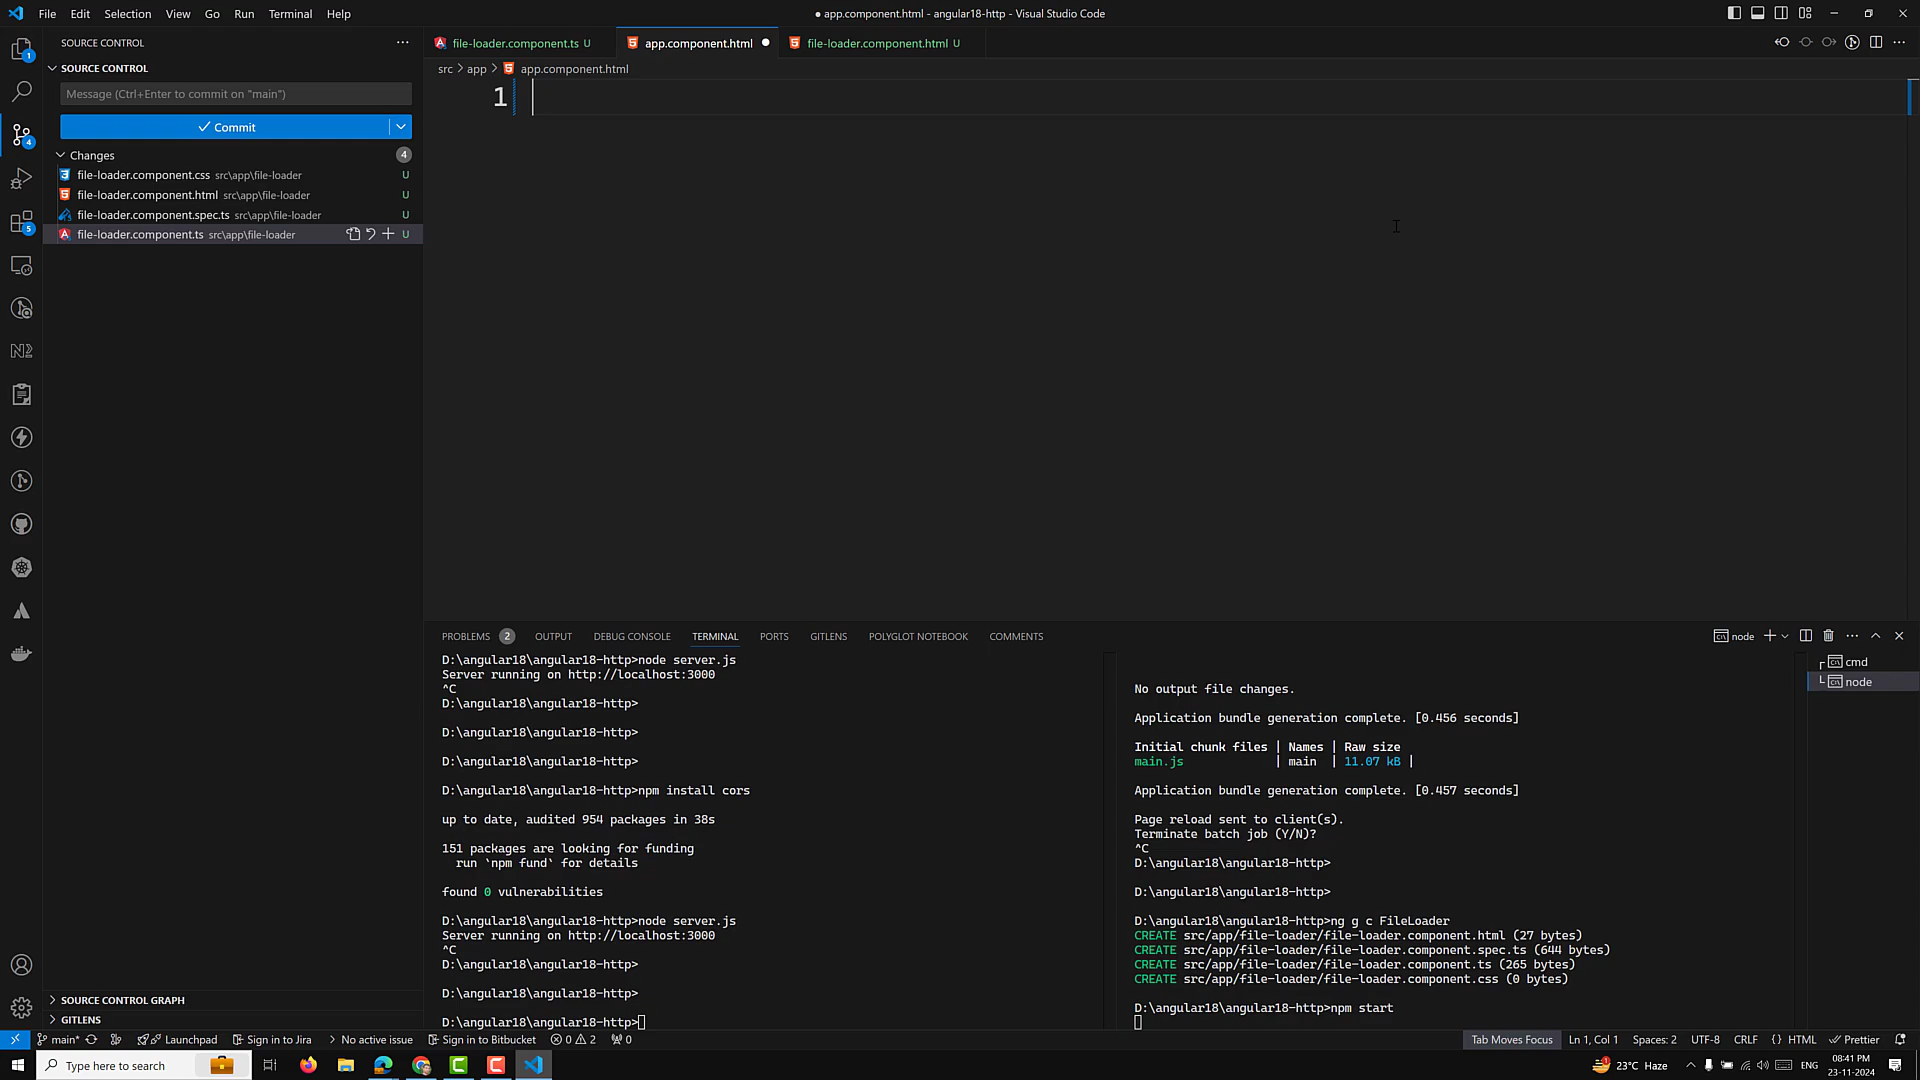 File Edit Selection View Go Run Terminal Help
● app.component.html - angular18-http - Visual Studio Code
SOURCE CONTROL
SOURCE CONTROL
Message (Ctrl+Enter to commit on "main")
Commit
Changes 4
file-loader.component.css src\app\file-loader U
file-loader.component.html src\app\file-loader U
file-loader.component.spec.ts src\app\file-loader U
file-loader.component.ts src\app\file-loader U
1
4
5
SOURCE CONTROL GRAPH
GITLENS
file-loader.component.ts U
app.component.html ●
file-loader.component.html U
src > app > app.component.html
1
PROBLEMS 2 OUTPUT DEBUG CONSOLE TERMINAL PORTS GITLENS POLYGLOT NOTEBOOK COMMENTS
node
D:\angular18\angular18-http>node server.js
Server running on http://localhost:3000
^C
D:\angular18\angular18-http>
D:\angular18\angular18-http>
D:\angular18\angular18-http>
D:\angular18\angular18-http>npm install cors
up to date, audited 954 packages in 38s
151 packages are looking for funding
run `npm fund` for details
found 0 vulnerabilities
D:\angular18\angular18-http>node server.js
Server running on http://localhost:3000
^C
D:\angular18\angular18-http>
D:\angular18\angular18-http>
D:\angular18\angular18-http>
No output file changes.
Application bundle generation complete. [0.456 seconds]
Initial chunk files | Names | Raw size
main.js | main | 11.07 kB |
Application bundle generation complete. [0.457 seconds]
Page reload sent to client(s).
Terminate batch job (Y/N)?
^C
D:\angular18\angular18-http>
D:\angular18\angular18-http>
D:\angular18\angular18-http>ng g c FileLoader
CREATE src/app/file-loader/file-loader.component.html (27 bytes)
CREATE src/app/file-loader/file-loader.component.spec.ts (644 bytes)
CREATE src/app/file-loader/file-loader.component.ts (265 bytes)
CREATE src/app/file-loader/file-loader.component.css (0 bytes)
D:\angular18\angular18-http>npm start
cmd
node
main* Launchpad Sign in to Jira > No active issue Sign in to Bitbucket 0 2 0
Tab Moves Focus Ln 1, Col 1 Spaces: 2 UTF-8 CRLF {} HTML Prettier
Type here to search
23°C Haze
ENG
08:41 PM
23-11-2024